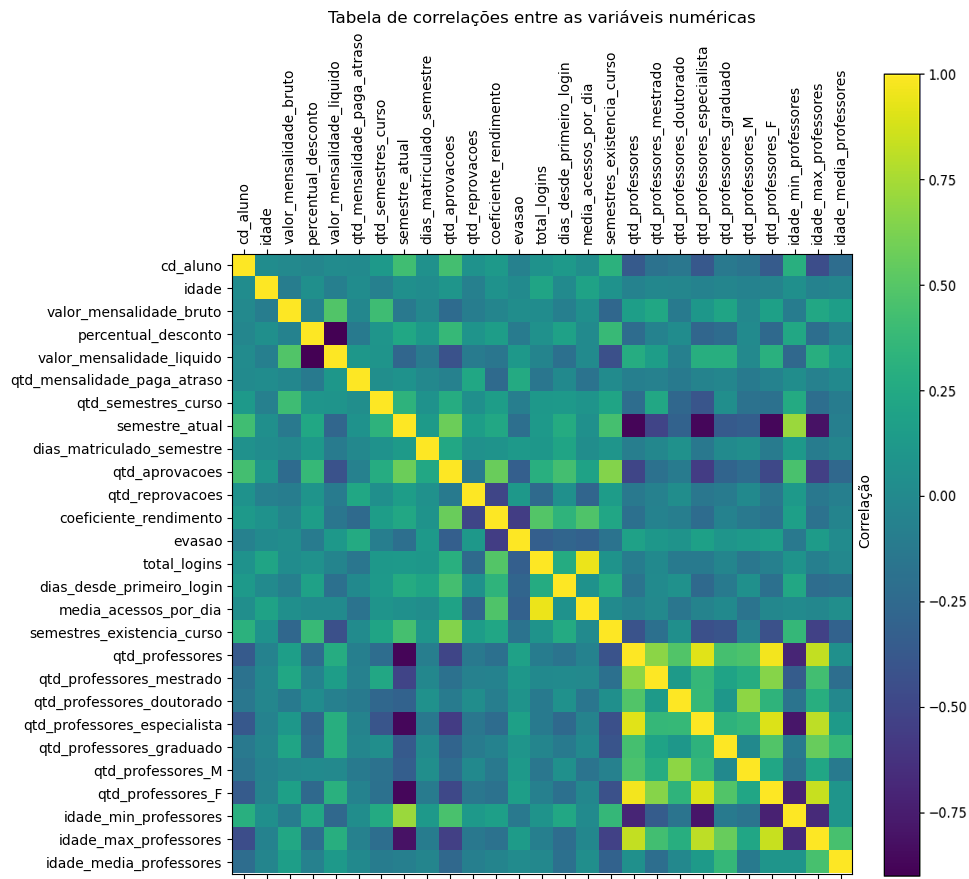 Tabela de correlações entre as variáveis numéricas
cd_aluno
idade
valor_mensalidade_bruto
percentual_desconto
valor_mensalidade_liquido
qtd_mensalidade_paga_atraso
qtd_semestres_curso
semestre_atual
dias_matriculado_semestre
qtd_aprovacoes
qtd_reprovacoes
coeficiente_rendimento
evasao
total_logins
dias_desde_primeiro_login
media_acessos_por_dia
semestres_existencia_curso
qtd_professores
qtd_professores_mestrado
qtd_professores_doutorado
qtd_professores_especialista
qtd_professores_graduado
qtd_professores_M
qtd_professores_F
idade_min_professores
idade_max_professores
idade_media_professores
cd_aluno
idade
valor_mensalidade_bruto
percentual_desconto
valor_mensalidade_liquido
qtd_mensalidade_paga_atraso
qtd_semestres_curso
semestre_atual
dias_matriculado_semestre
qtd_aprovacoes
qtd_reprovacoes
coeficiente_rendimento
evasao
total_logins
dias_desde_primeiro_login
media_acessos_por_dia
semestres_existencia_curso
qtd_professores
qtd_professores_mestrado
qtd_professores_doutorado
qtd_professores_especialista
qtd_professores_graduado
qtd_professores_M
qtd_professores_F
idade_min_professores
idade_max_professores
idade_media_professores
Correlação
1.00
0.75
0.50
0.25
0.00
−0.25
−0.50
−0.75